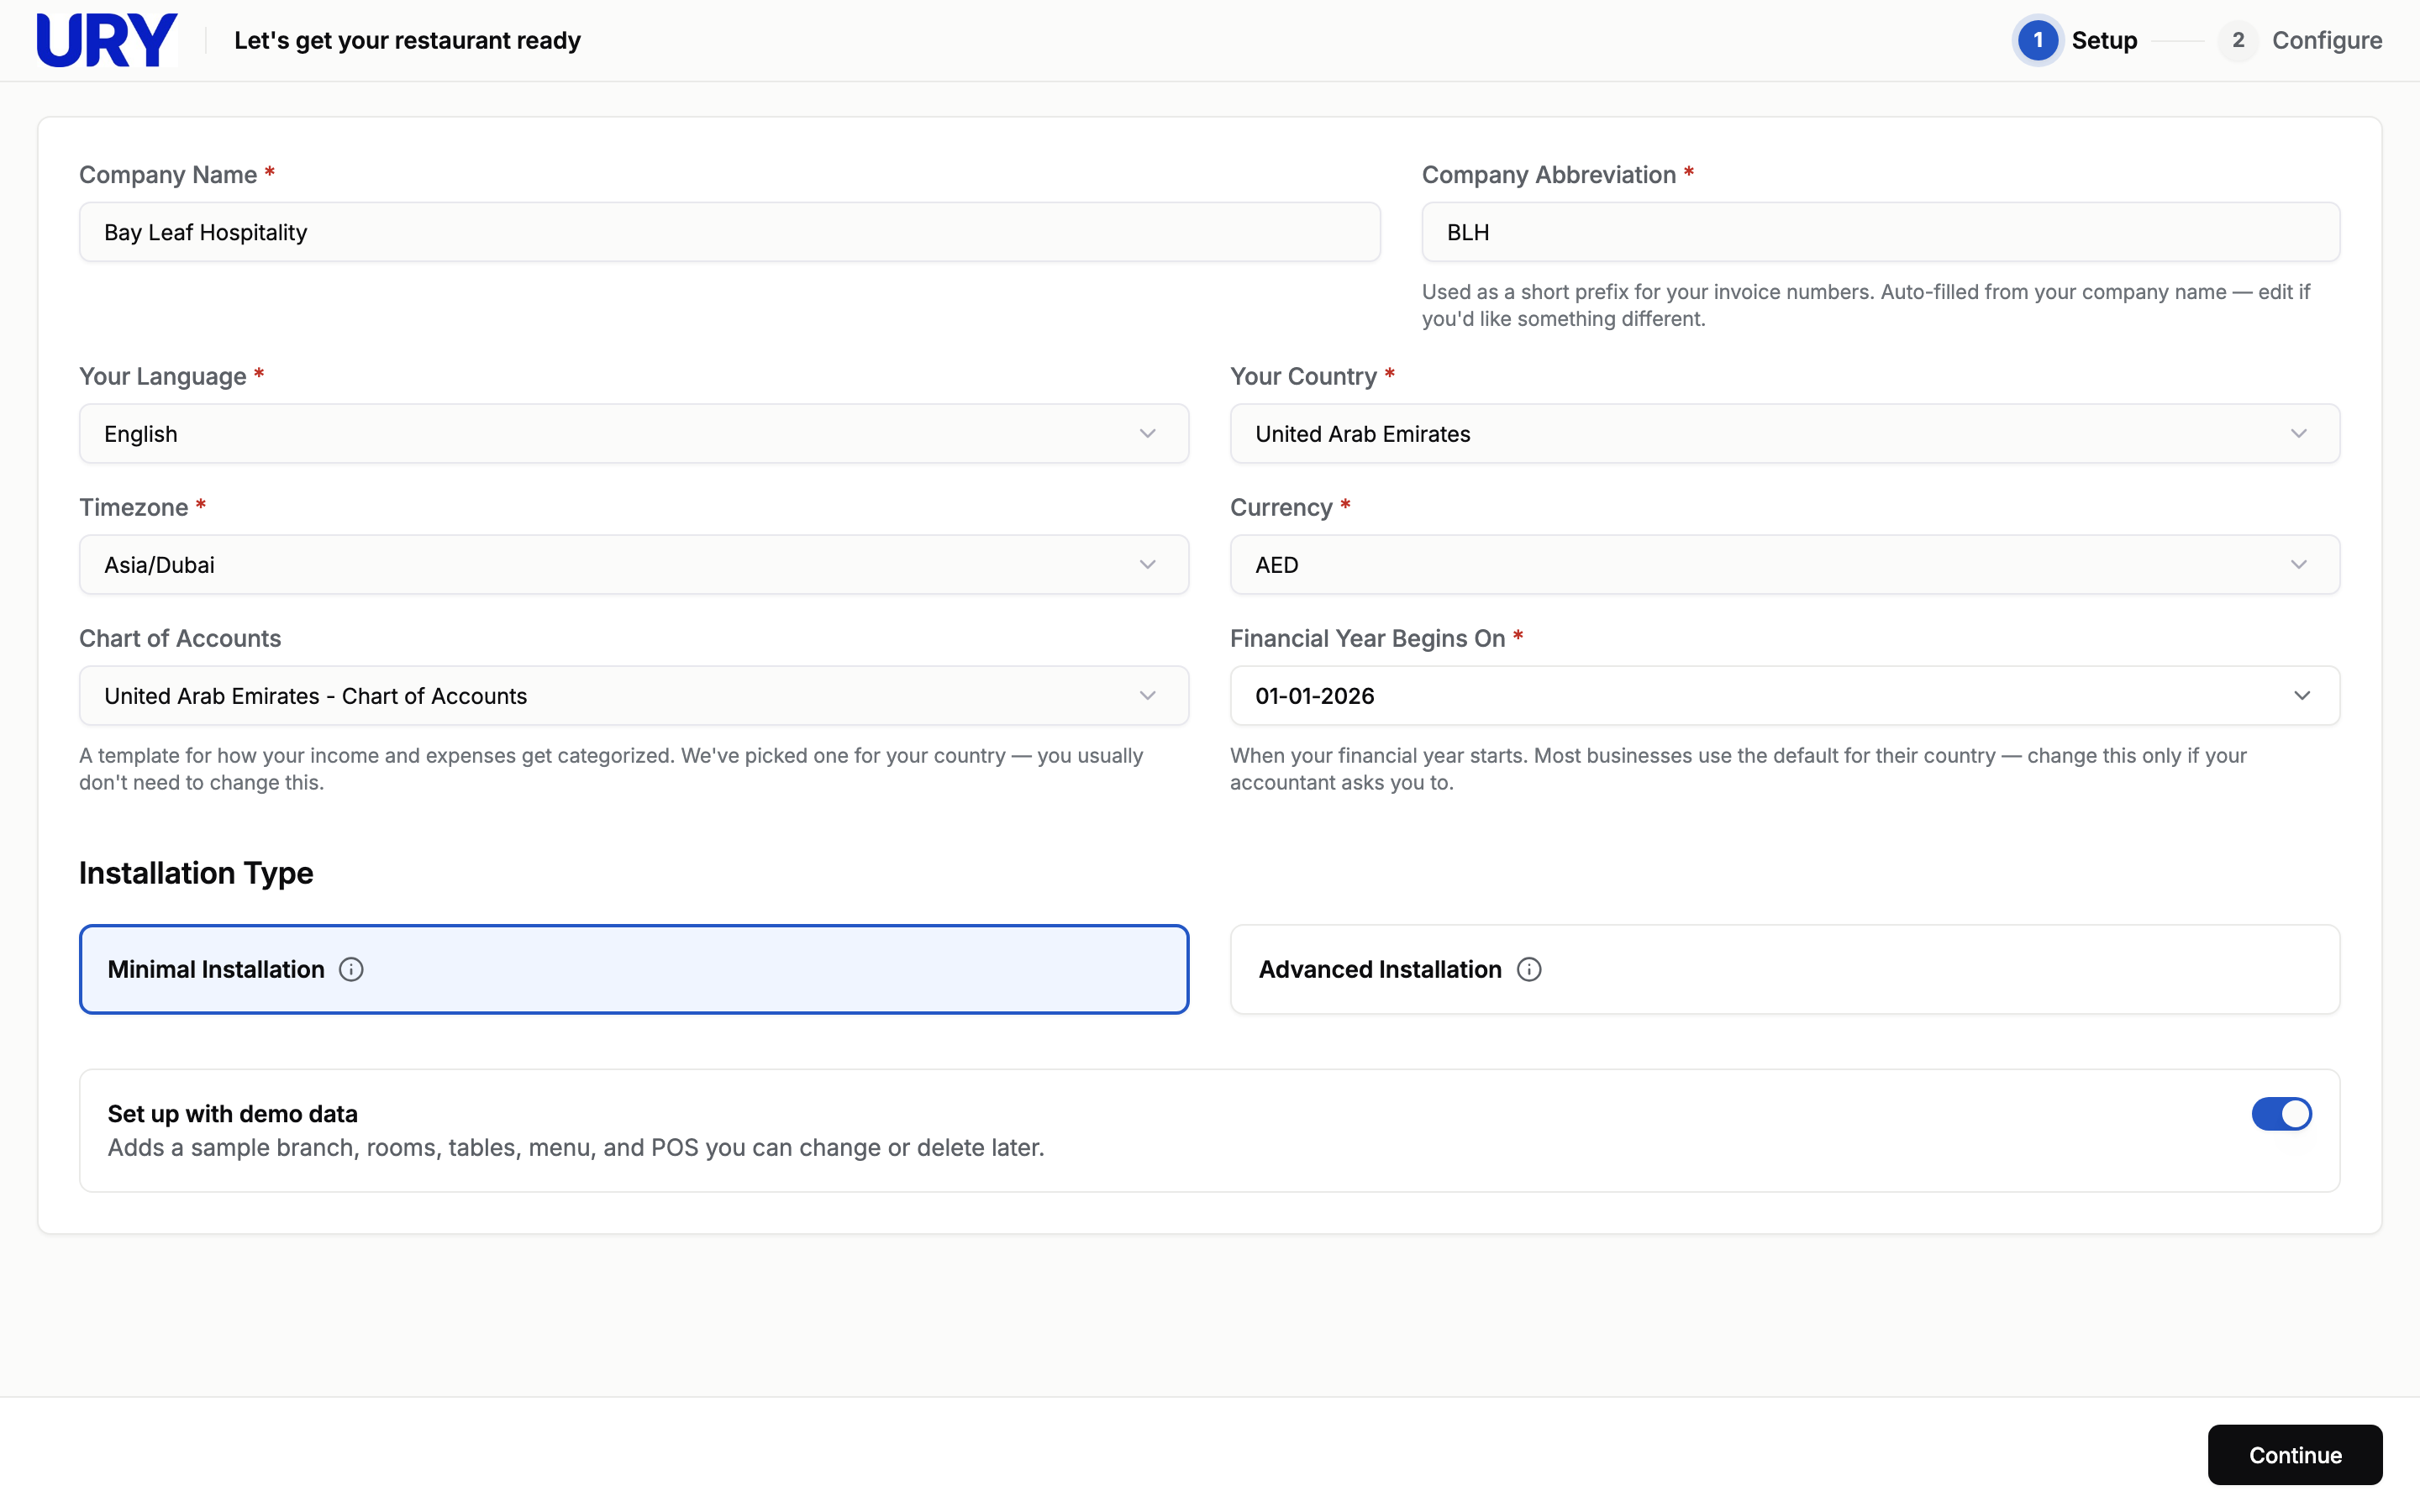 URY
Let's get your restaurant ready
1 Setup
2 Configure
Company Name *
Bay Leaf Hospitality
Company Abbreviation *
BLH
Used as a short prefix for your invoice numbers. Auto-filled from your company name — edit if
you'd like something different.
Your Language *
English
Your Country *
United Arab Emirates
Timezone *
Asia/Dubai
Currency *
AED
Chart of Accounts
United Arab Emirates - Chart of Accounts
A template for how your income and expenses get categorized. We've picked one for your country — you usually
don't need to change this.
Financial Year Begins On *
01-01-2026
When your financial year starts. Most businesses use the default for their country — change this only if your
accountant asks you to.
Installation Type
Minimal Installation
Advanced Installation
Set up with demo data
Adds a sample branch, rooms, tables, menu, and POS you can change or delete later.
Continue